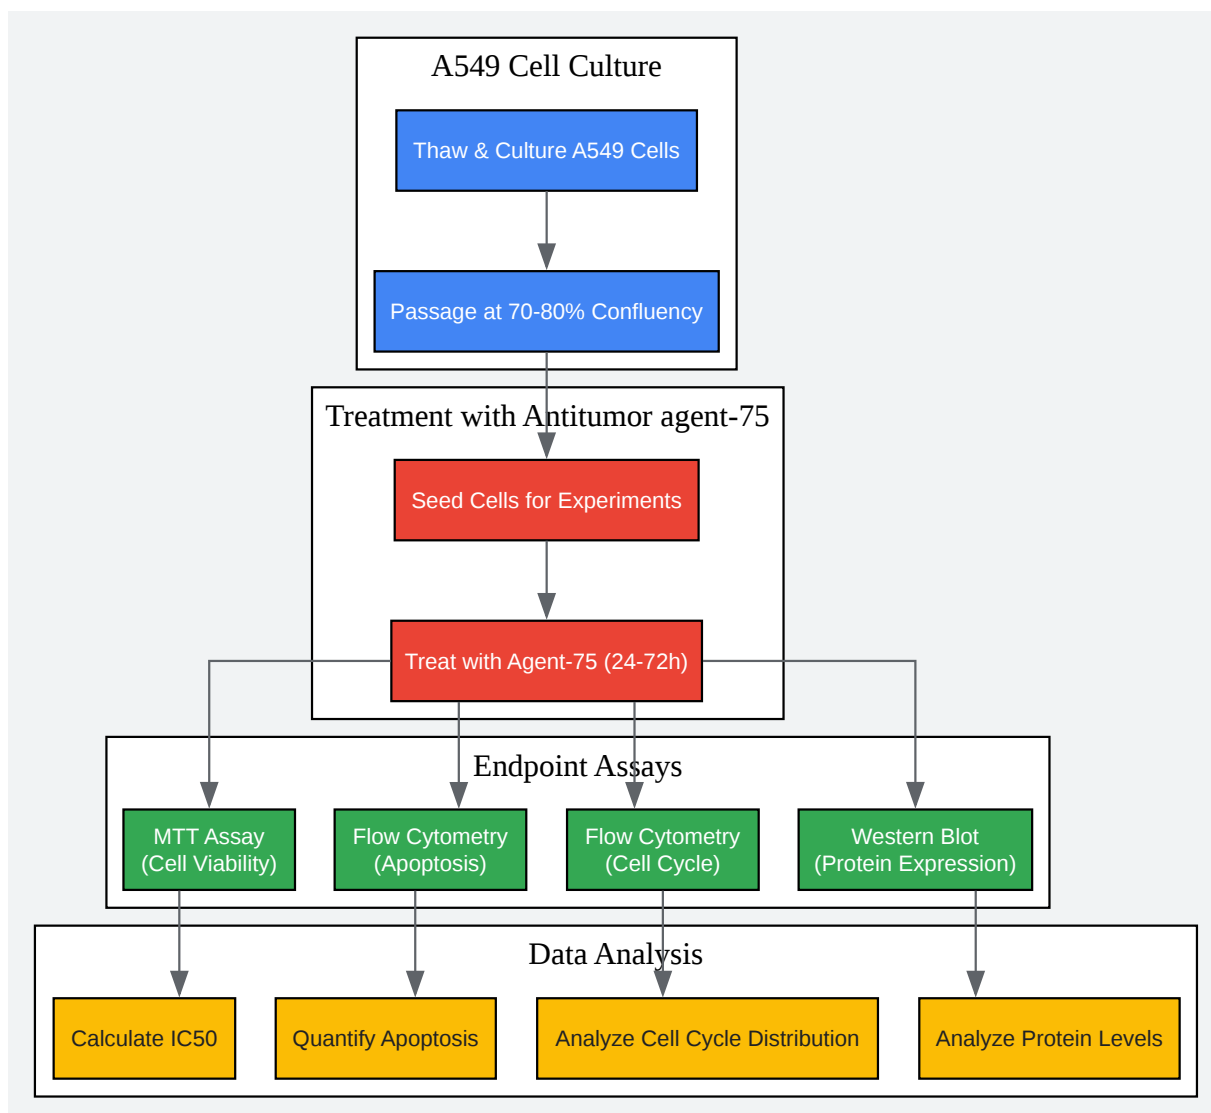 A549 Cell Culture
Thaw & Culture A549 Cells
Passage at 70-80% Confluency
Treatment with Antitumor agent-75
Seed Cells for Experiments
Treat with Agent-75 (24-72h)
Endpoint Assays
MTT Assay
(Cell Viability)
Flow Cytometry
(Apoptosis)
Flow Cytometry
(Cell Cycle)
Western Blot
(Protein Expression)
Data Analysis
Calculate IC50
Quantify Apoptosis
Analyze Cell Cycle Distribution
Analyze Protein Levels